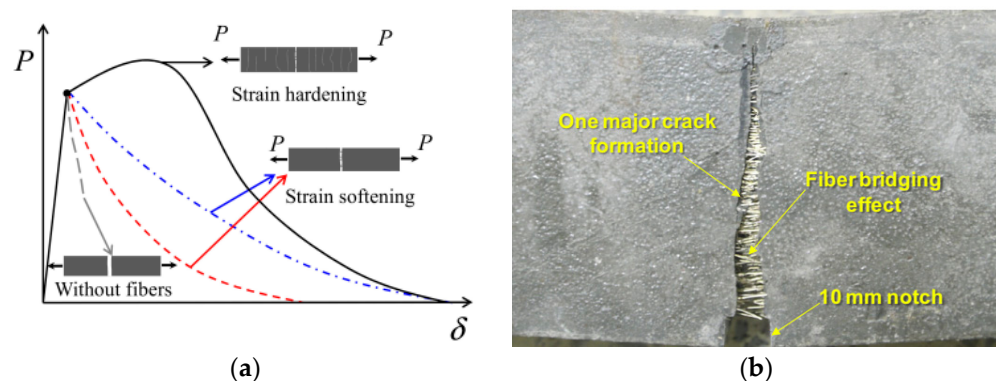 P
P
P
Strain hardening
P
P
Strain softening
Without fibers
δ
(a)
One major crack
formation
Fiber bridging
effect
10 mm notch
(b)